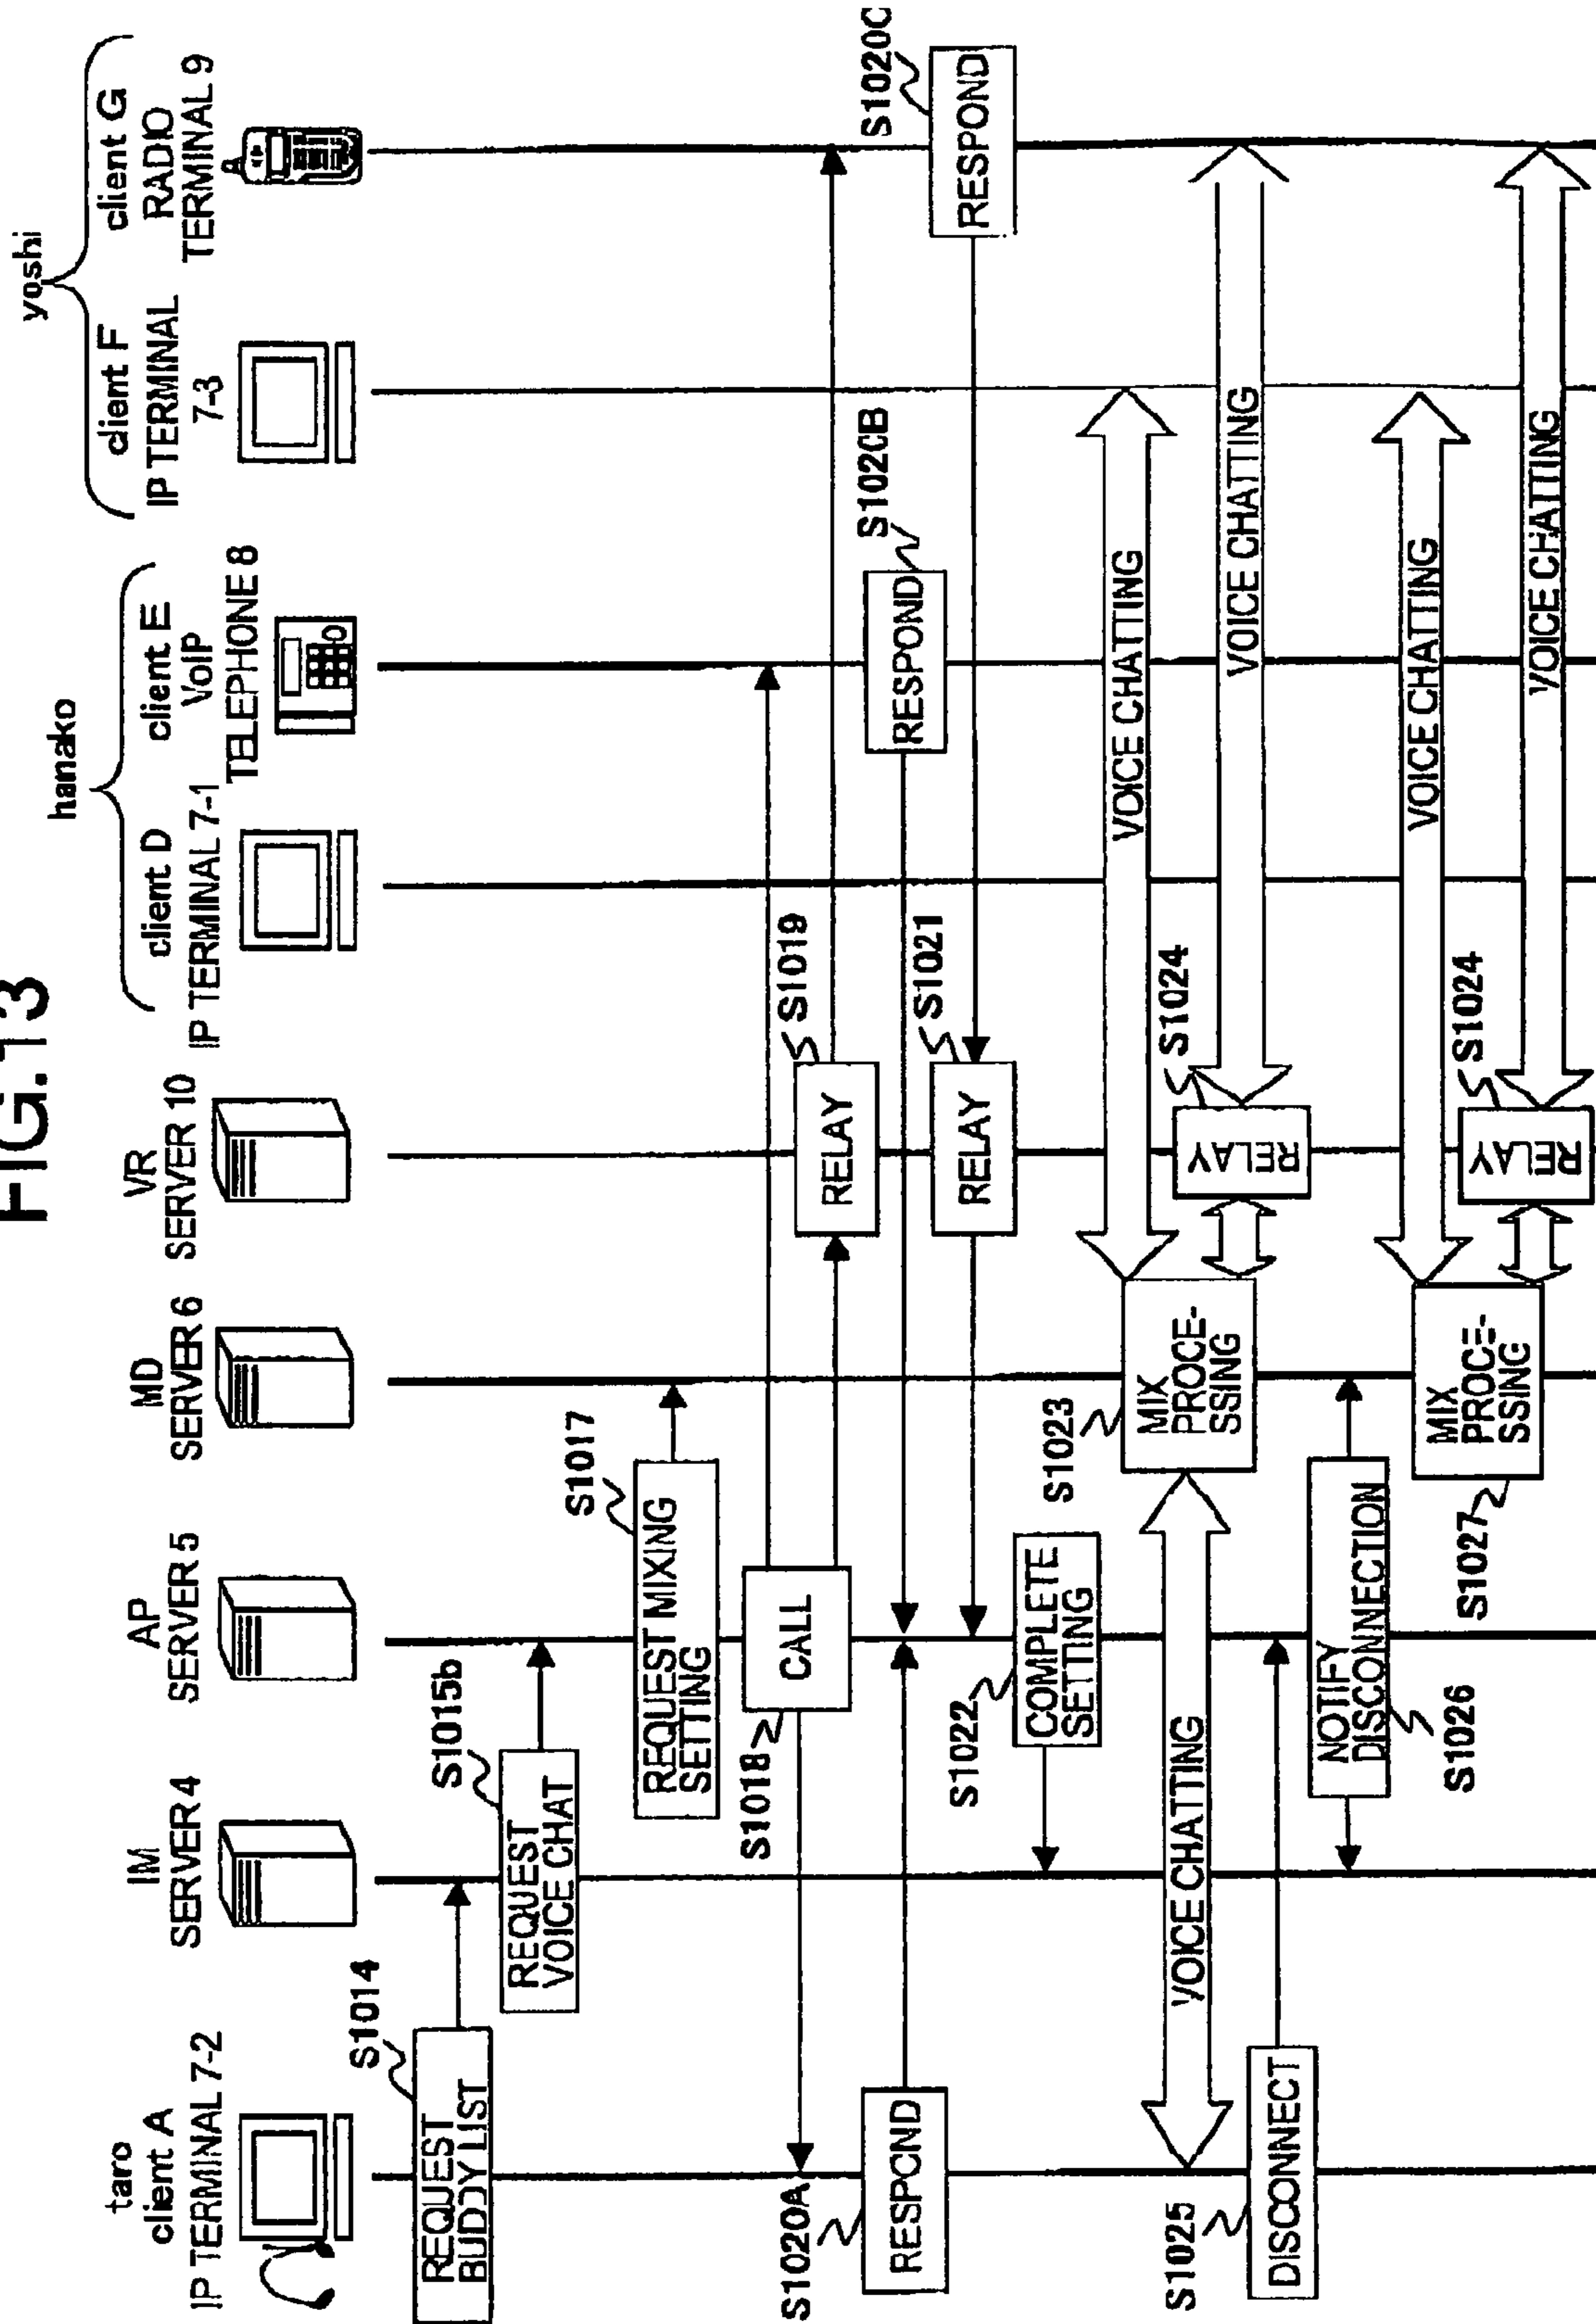 FIG.13
taro
client A
IP TERMINAL 7-2
IM
SERVER 4
AP
SERVER 5
MD
SERVER 6
VR
SERVER 10
hanako
client D
IP TERMINAL 7-1
client E
VoIP
TELEPHONE 8
yoshi
client F
IP TERMINAL
7-3
client G
RADIO
TERMINAL 9
S1014
REQUEST
BUDDY LIST
S1015b
REQUEST
VOICE CHAT
S1017
REQUEST MIXING
SETTING
S1018
CALL
S1019
RELAY
S1020A
RESPOND
S1020B
RESPOND
S1020C
RESPOND
S1021
RELAY
S1022
COMPLETE
SETTING
S1023
MIX
PROCE-
SSING
VOICE CHATTING
VOICE CHATTING
S1024
RELAY
VOICE CHATTING
S1025
DISCONNECT
NOTIFY
DISCONNECTION
S1026
S1027
MIX
PROCE-
SSING
VOICE CHATTING
S1024
RELAY
VOICE CHATTING